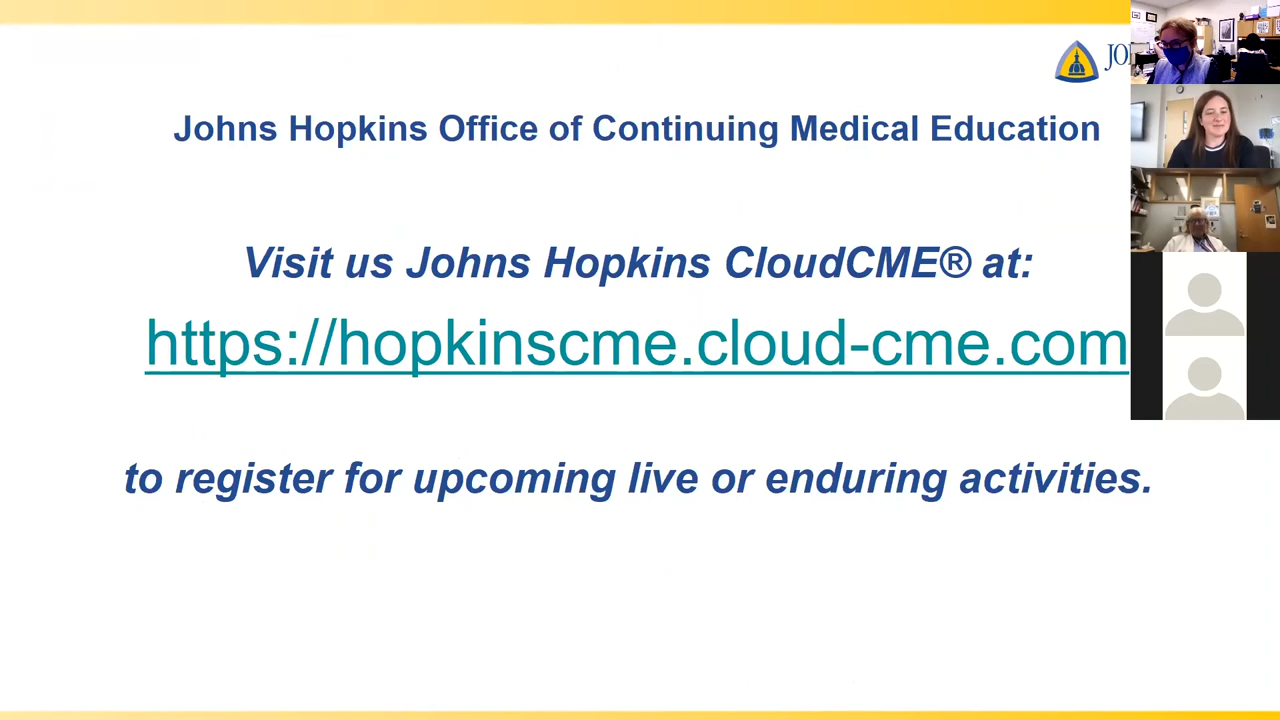 JO
Johns Hopkins Office of Continuing Medical Education
Visit us Johns Hopkins CloudCME® at:
https://hopkinscme.cloud-cme.com
to register for upcoming live or enduring activities.